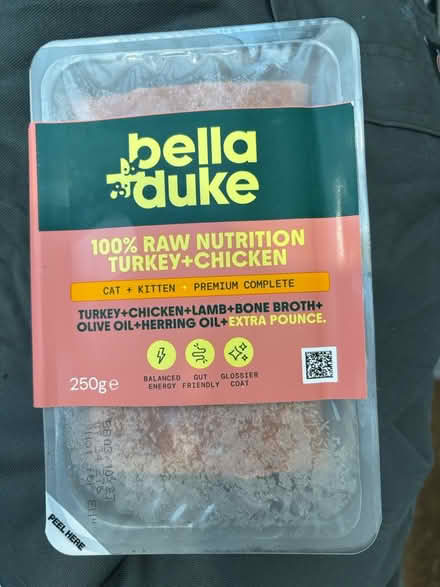 bella
+duke
100% RAW NUTRITION
TURKEY+CHICKEN
CAT + KITTEN + PREMIUM COMPLETE
TURKEY+CHICKEN+LAMB+BONE BROTH+
OLIVE OIL+HERRING OIL+EXTRA POUNCE.
BALANCED ENERGY
GUT FRIENDLY
GLOSSIER COAT
250g e
PEEL HERE